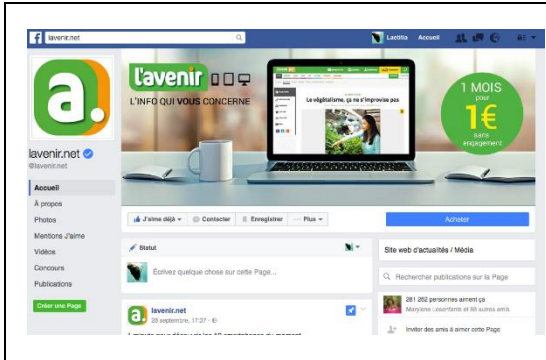 lavenir.net
Laetitia Accueil
l'avenir
L'INFO QUI VOUS CONCERNE
Le végétalisme, ça ne s'improvise pas
1 MOIS
pour
1€
sans
engagement
a.
lavenir.net
@lavenir.net
Accueil
À propos
Photos
Mentions J'aime
Vidéos
Concours
Publications
Créer une Page
J'aime déjà
Contacter
Enregistrer
Plus
Acheter
Statut
Écrivez quelque chose sur cette Page...
a.
lavenir.net
28 septembre, 17:07
Site web d'actualités / Média
Rechercher publications sur la Page
281 262 personnes aiment ça
Inviter des amis à aimer cette Page